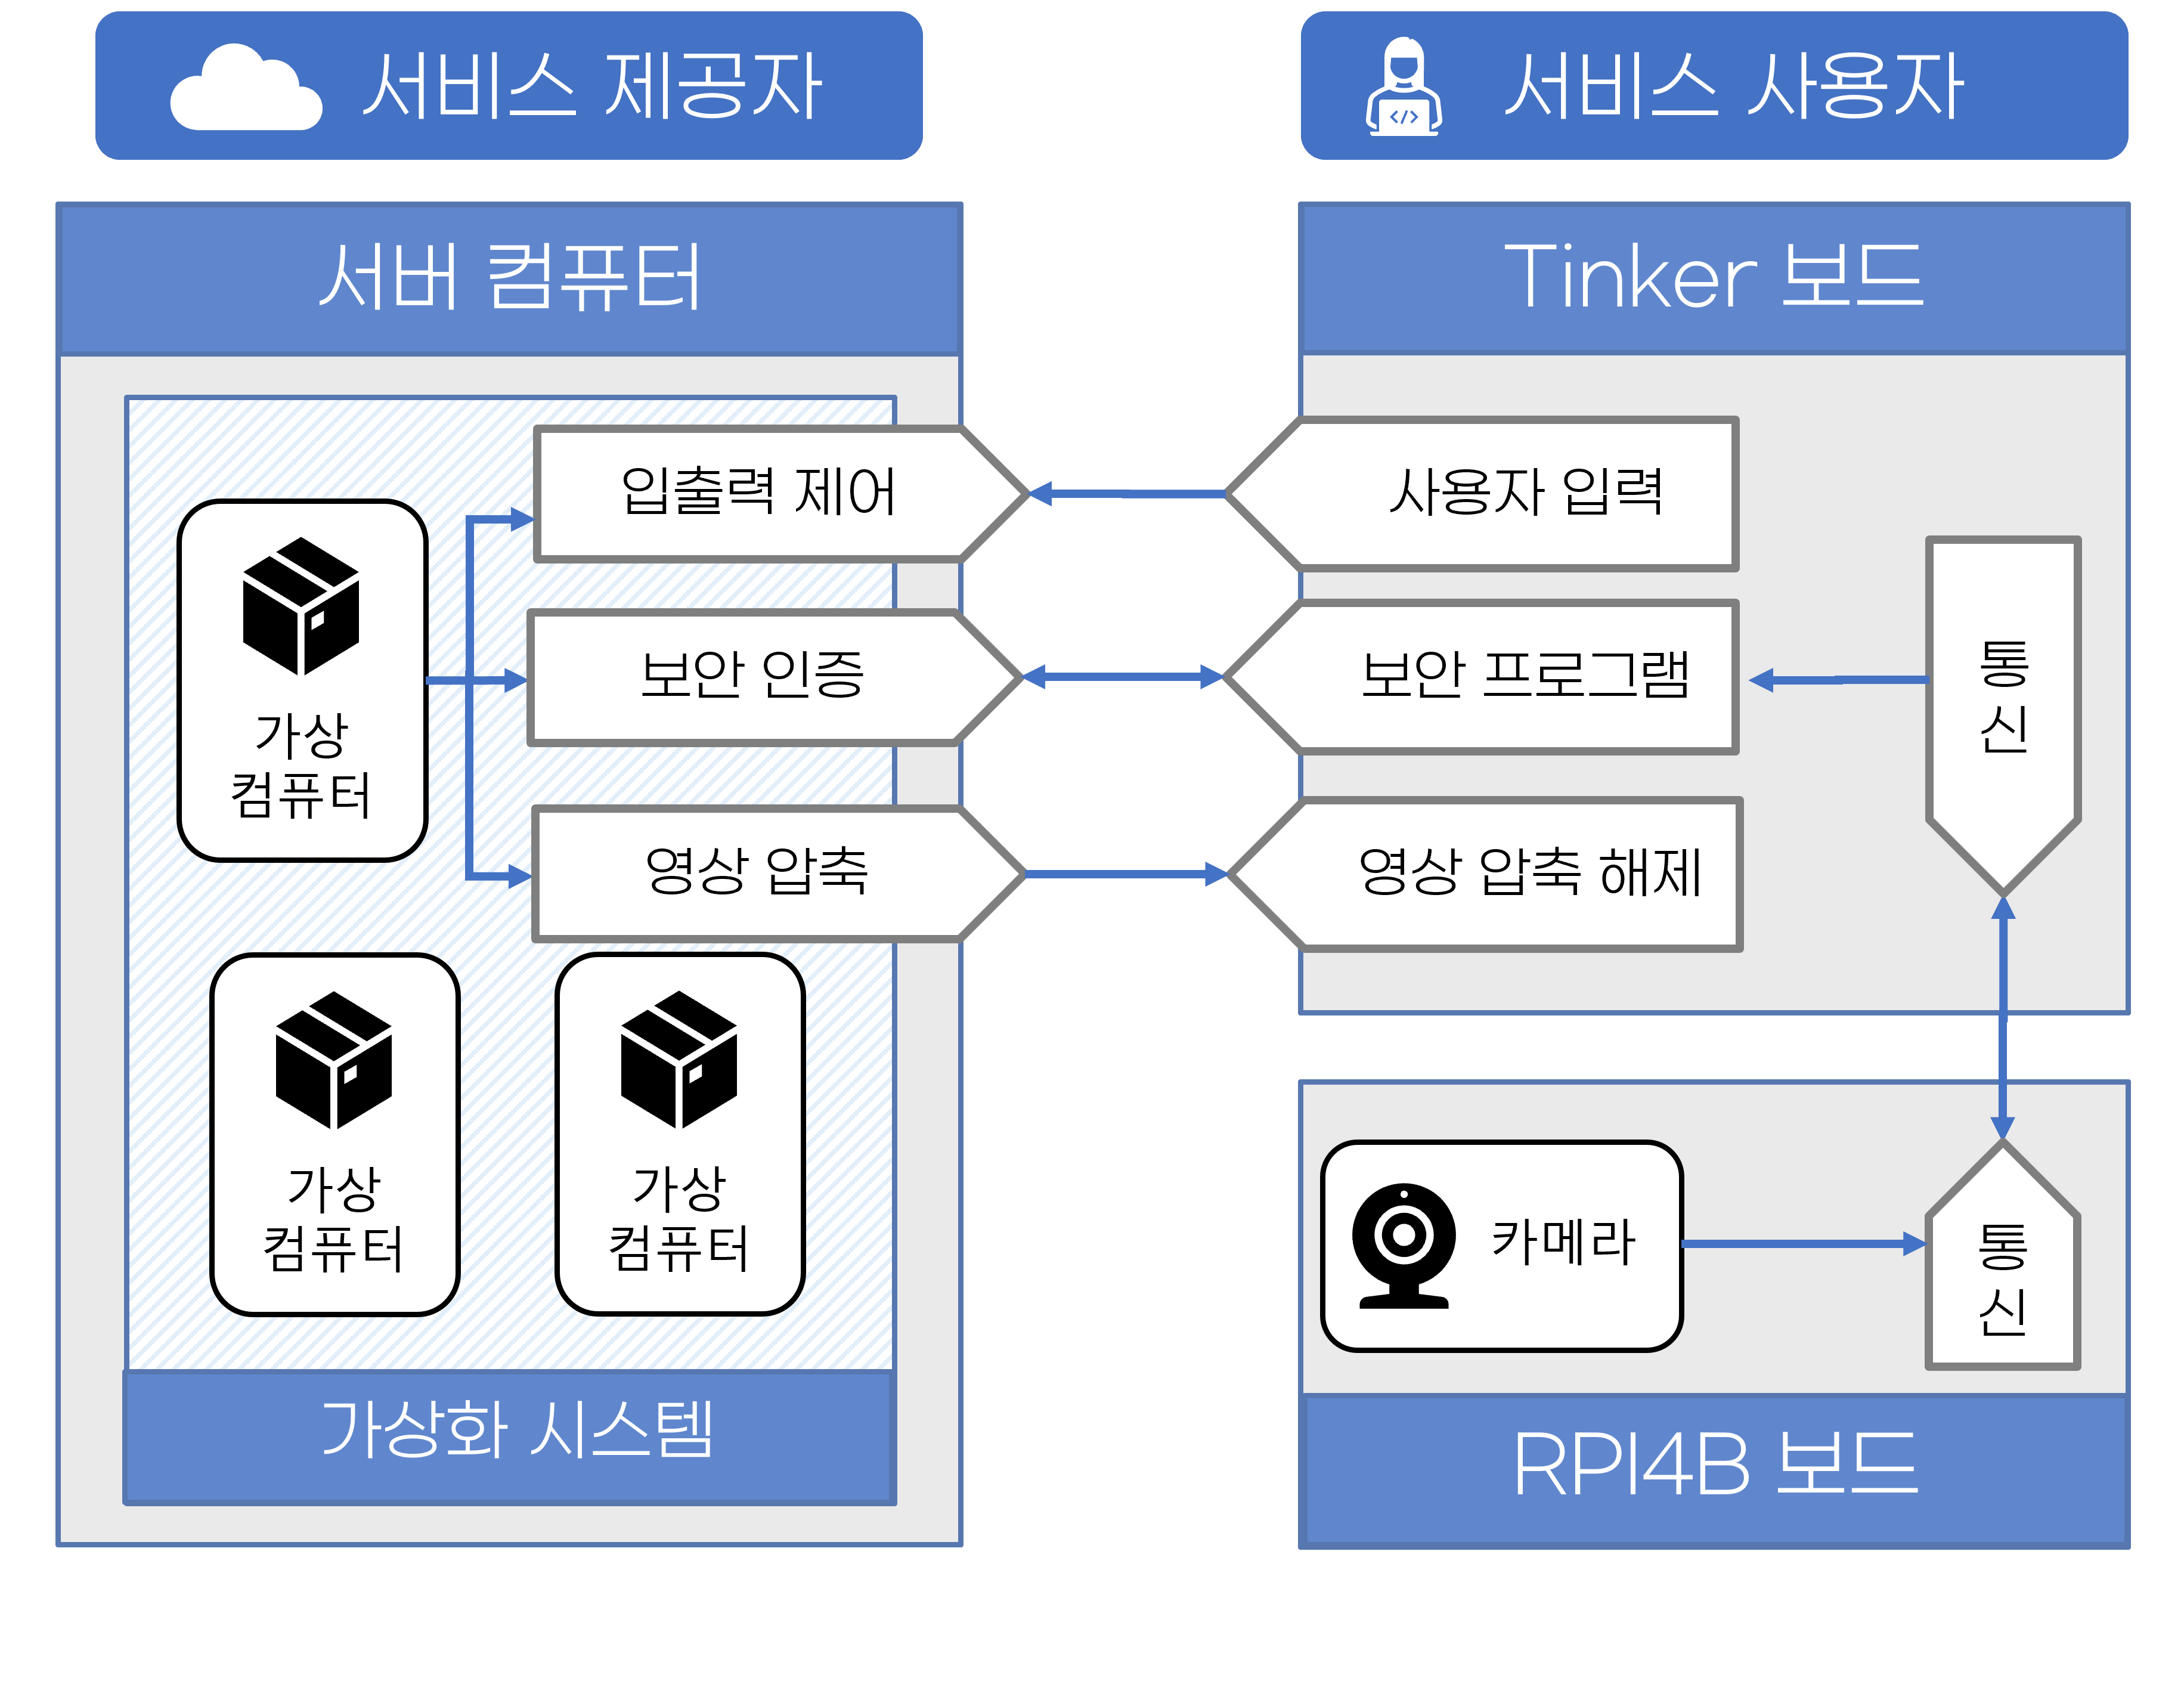 서비스 제공자
서비스 사용자
서버 컴퓨터
Tinker 보드
입출력 제어
사용자 입력
보안 인증
보안 프로그램
통
신
가상
컴퓨터
영상 압축
영상 압축 해제
가상
컴퓨터
가상
컴퓨터
카메라
통
신
가상화 시스템
RPI4B 보드